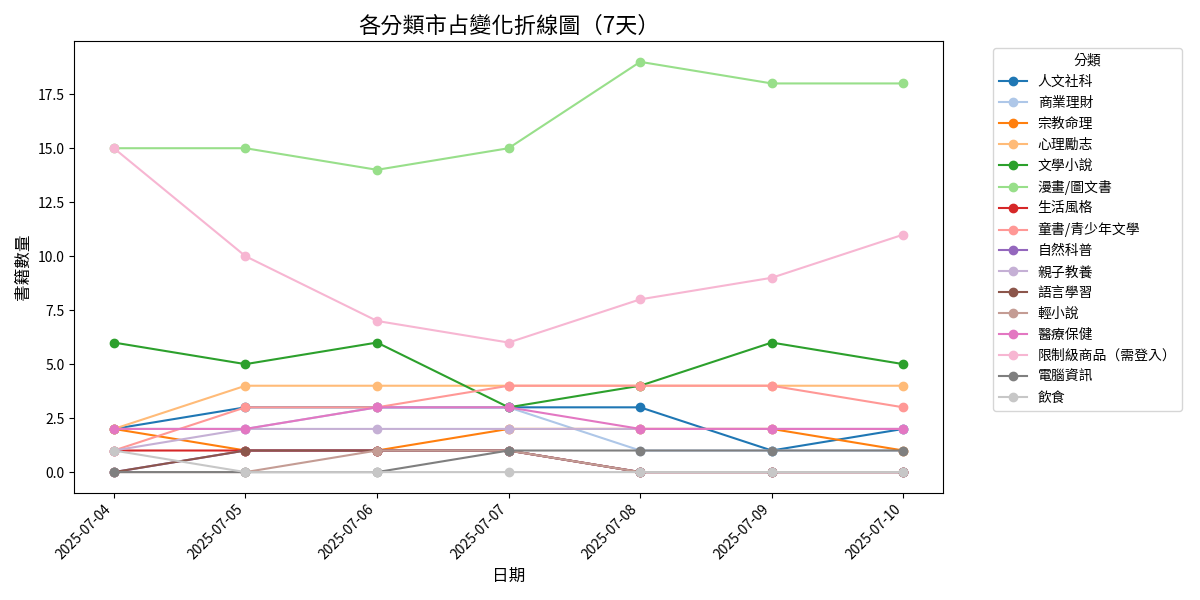 各分類市占變化折線圖（7天）
書籍數量
17.5
15.0
12.5
10.0
7.5
5.0
2.5
0.0
2025-07-04
2025-07-05
2025-07-06
2025-07-07
2025-07-08
2025-07-09
2025-07-10
日期
分類
人文社科
商業理財
宗教命理
心理勵志
文學小說
漫畫/圖文書
生活風格
童書/青少年文學
自然科普
親子教養
語言學習
輕小說
醫療保健
限制級商品（需登入）
電腦資訊
飲食